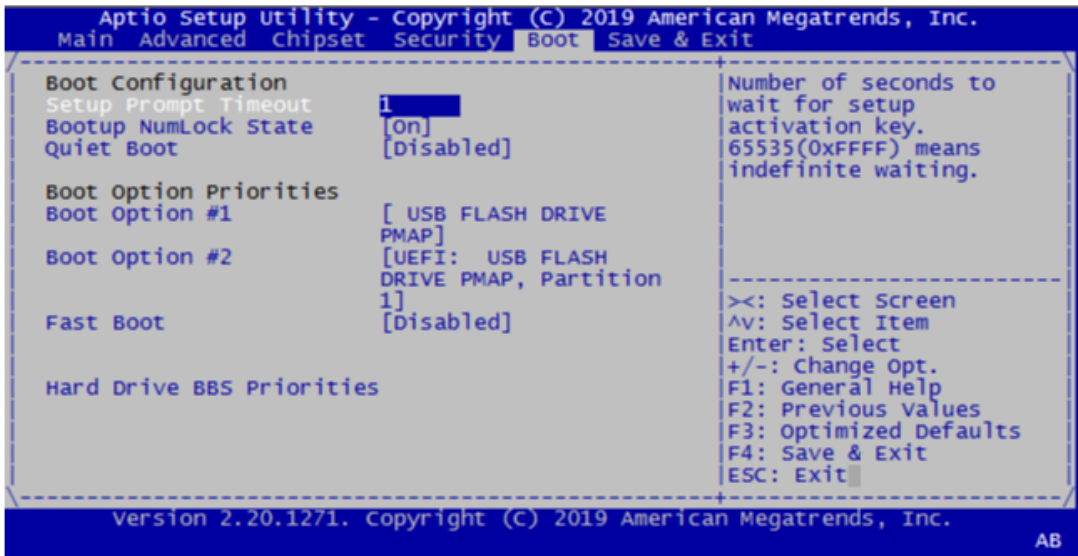 Aptio Setup Utility - Copyright (C) 2019 American Megatrends, Inc.
Main Advanced Chipset Security Boot Save & Exit
Boot Configuration
Setup Prompt Timeout 1
Bootup NumLock State [On]
Quiet Boot [Disabled]
Boot Option Priorities
Boot Option #1 [ USB FLASH DRIVE
PMAP]
Boot Option #2 [UEFI: USB FLASH
DRIVE PMAP, Partition
1]
Fast Boot [Disabled]
Hard Drive BBS Priorities
Number of seconds to
wait for setup
activation key.
65535(0xFFFF) means
indefinite waiting.
><: Select Screen
^v: Select Item
Enter: Select
+/-: Change Opt.
F1: General Help
F2: Previous Values
F3: Optimized Defaults
F4: Save & Exit
ESC: Exit
Version 2.20.1271. Copyright (C) 2019 American Megatrends, Inc.
AB